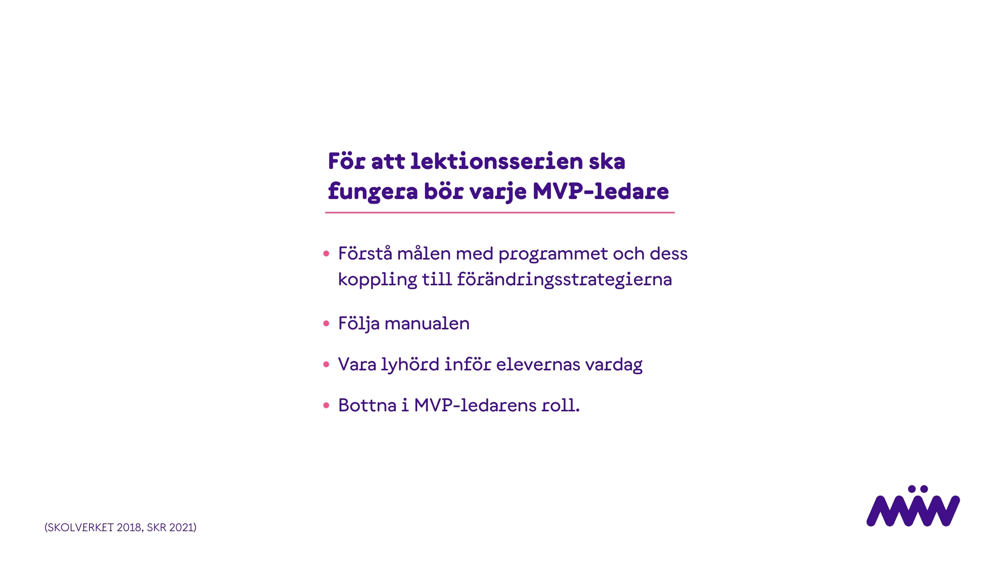 För att lektionsserien ska
fungera bör varje MVP-ledare
• Förstå målen med programmet och dess
koppling till förändringsstrategierna
• Följa manualen
• Vara lyhörd inför elevernas vardag
• Bottna i MVP-ledarens roll.
(SKOLVERKET 2018, SKR 2021)
MÄN